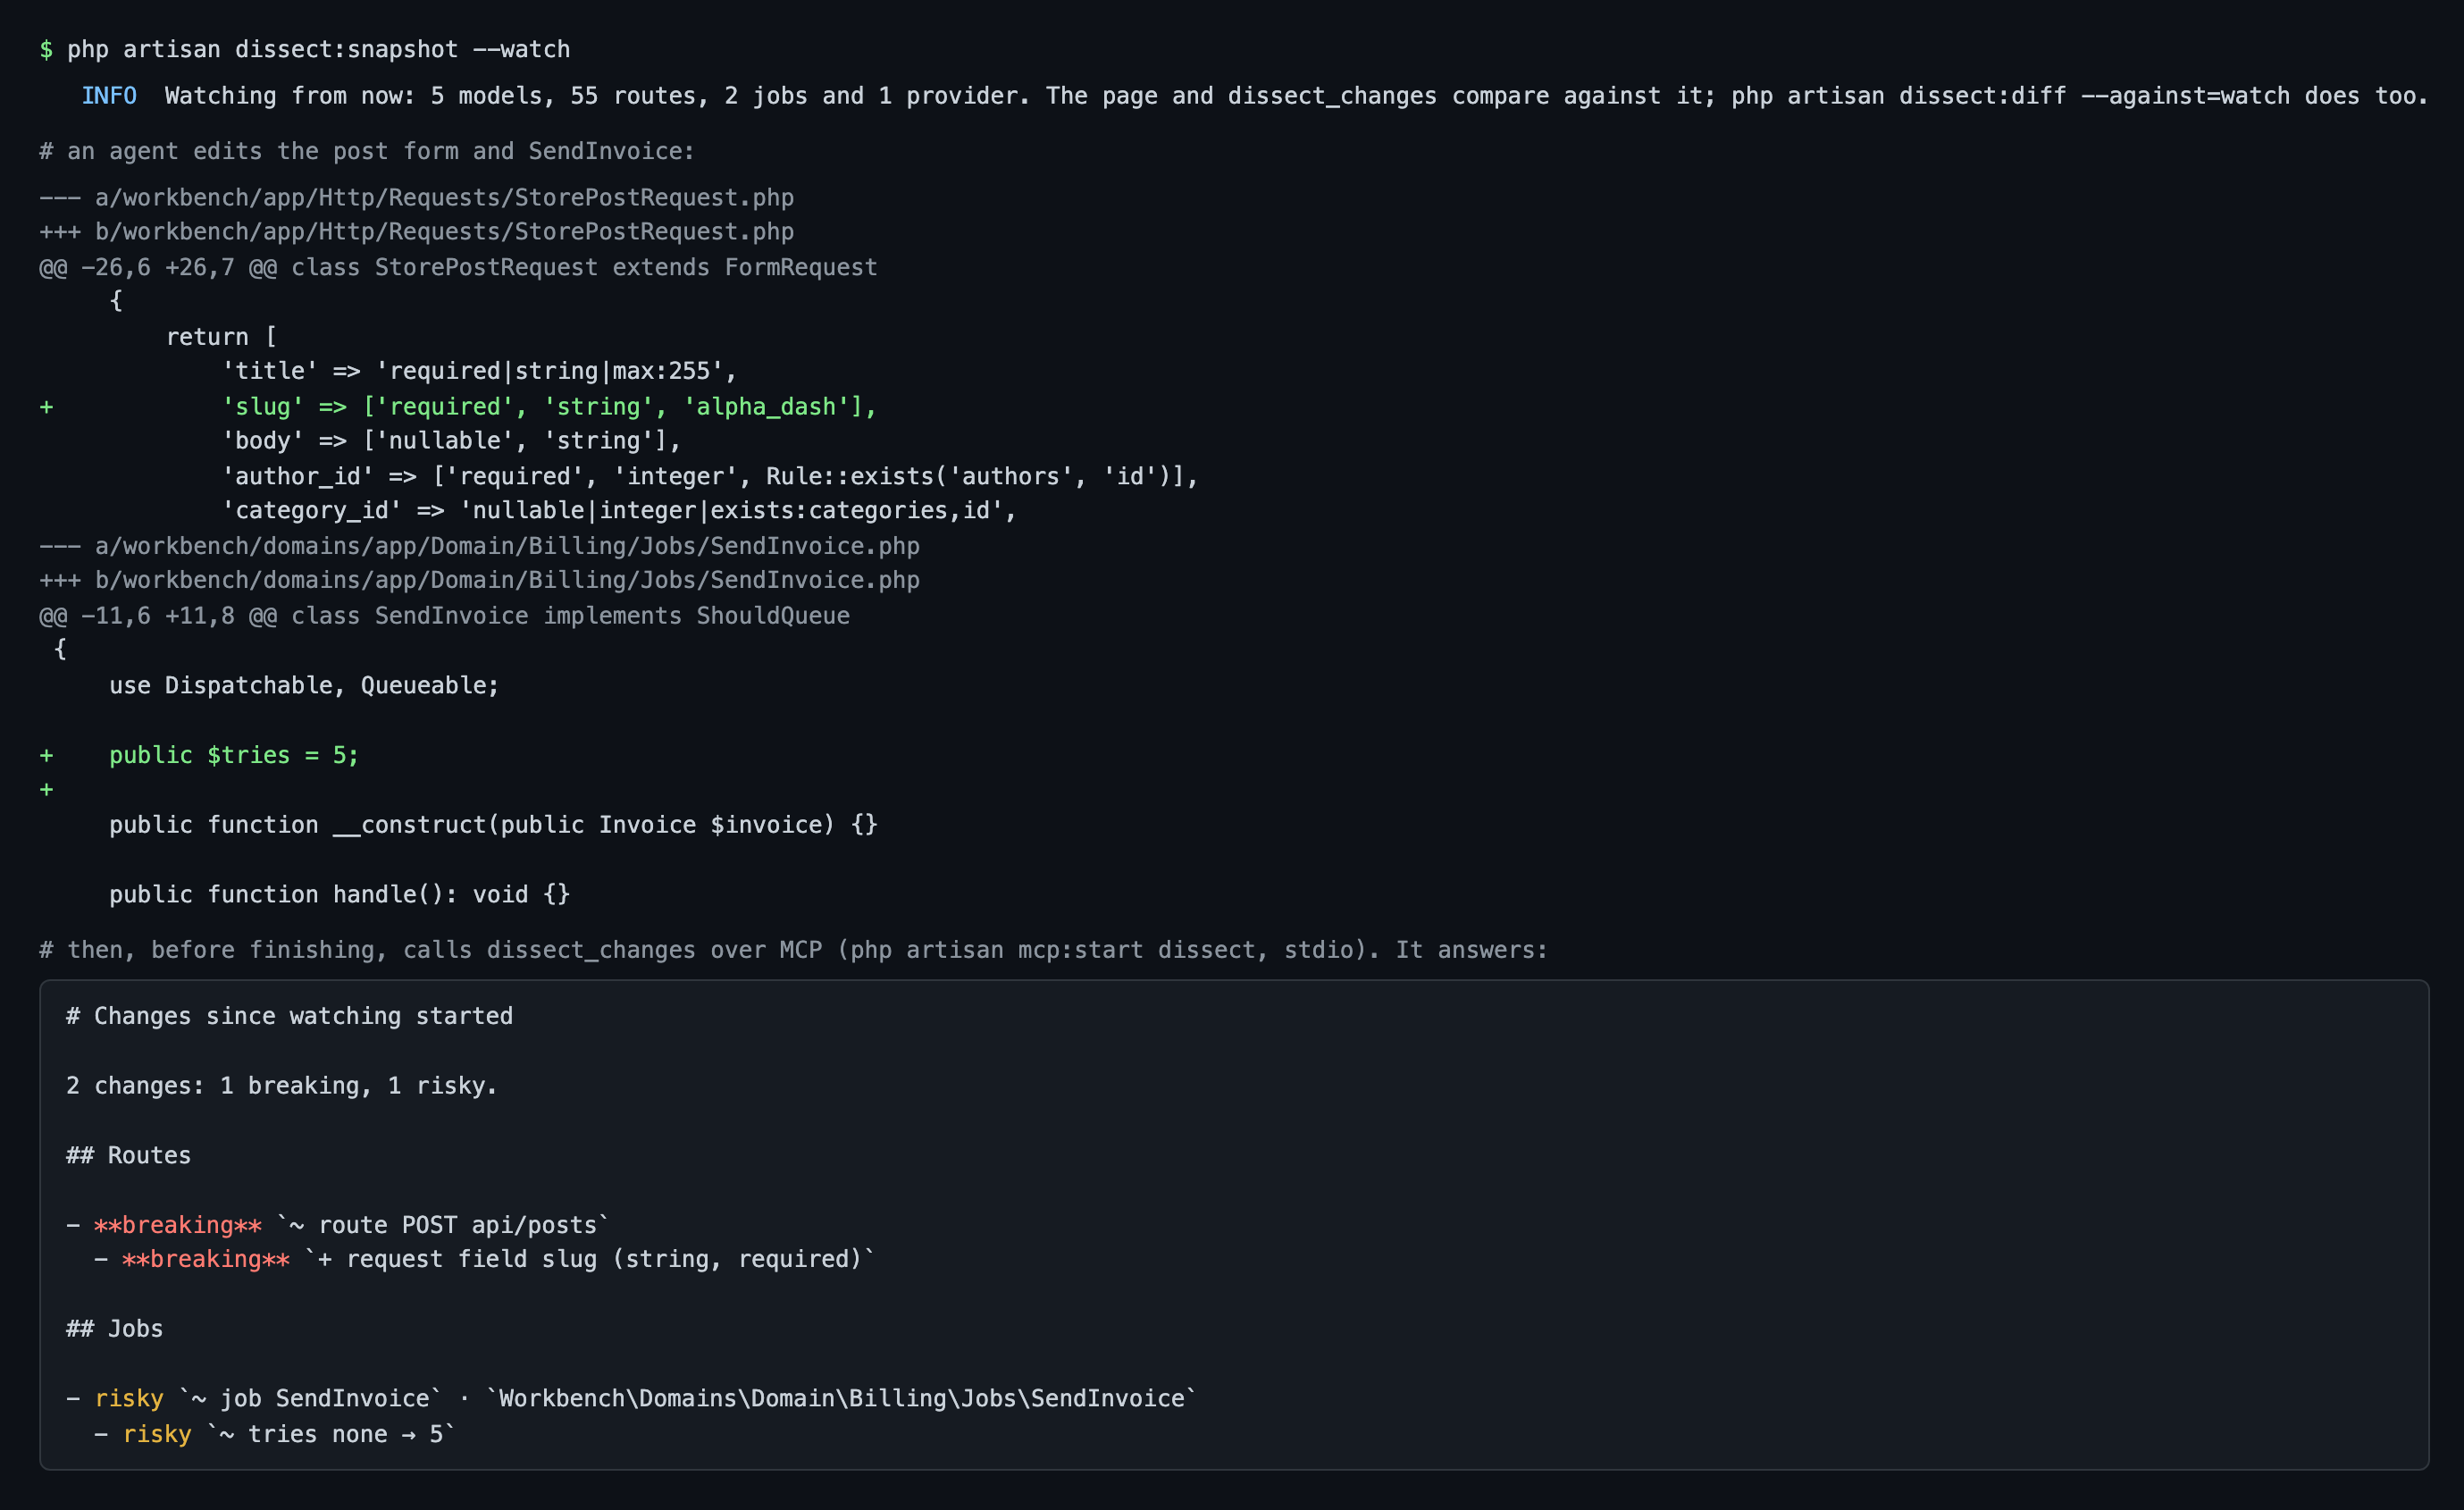 $ php artisan dissect:snapshot --watch
INFO  Watching from now: 5 models, 55 routes, 2 jobs and 1 provider. The page and dissect_changes compare against it; php artisan dissect:diff --against=watch does too.
# an agent edits the post form and SendInvoice:
--- a/workbench/app/Http/Requests/StorePostRequest.php
+++ b/workbench/app/Http/Requests/StorePostRequest.php
@@ -26,6 +26,7 @@ class StorePostRequest extends FormRequest
     {
         return [
             'title' => 'required|string|max:255',
+            'slug' => ['required', 'string', 'alpha_dash'],
             'body' => ['nullable', 'string'],
             'author_id' => ['required', 'integer', Rule::exists('authors', 'id')],
             'category_id' => 'nullable|integer|exists:categories,id',
--- a/workbench/domains/app/Domain/Billing/Jobs/SendInvoice.php
+++ b/workbench/domains/app/Domain/Billing/Jobs/SendInvoice.php
@@ -11,6 +11,8 @@ class SendInvoice implements ShouldQueue
 {
     use Dispatchable, Queueable;

+    public $tries = 5;
+
     public function __construct(public Invoice $invoice) {}

     public function handle(): void {}
# then, before finishing, calls dissect_changes over MCP (php artisan mcp:start dissect, stdio). It answers:
# Changes since watching started

2 changes: 1 breaking, 1 risky.

## Routes

- **breaking** `~ route POST api/posts`
  - **breaking** `+ request field slug (string, required)`

## Jobs

- risky `~ job SendInvoice` · `Workbench\Domains\Domain\Billing\Jobs\SendInvoice`
  - risky `~ tries none → 5`